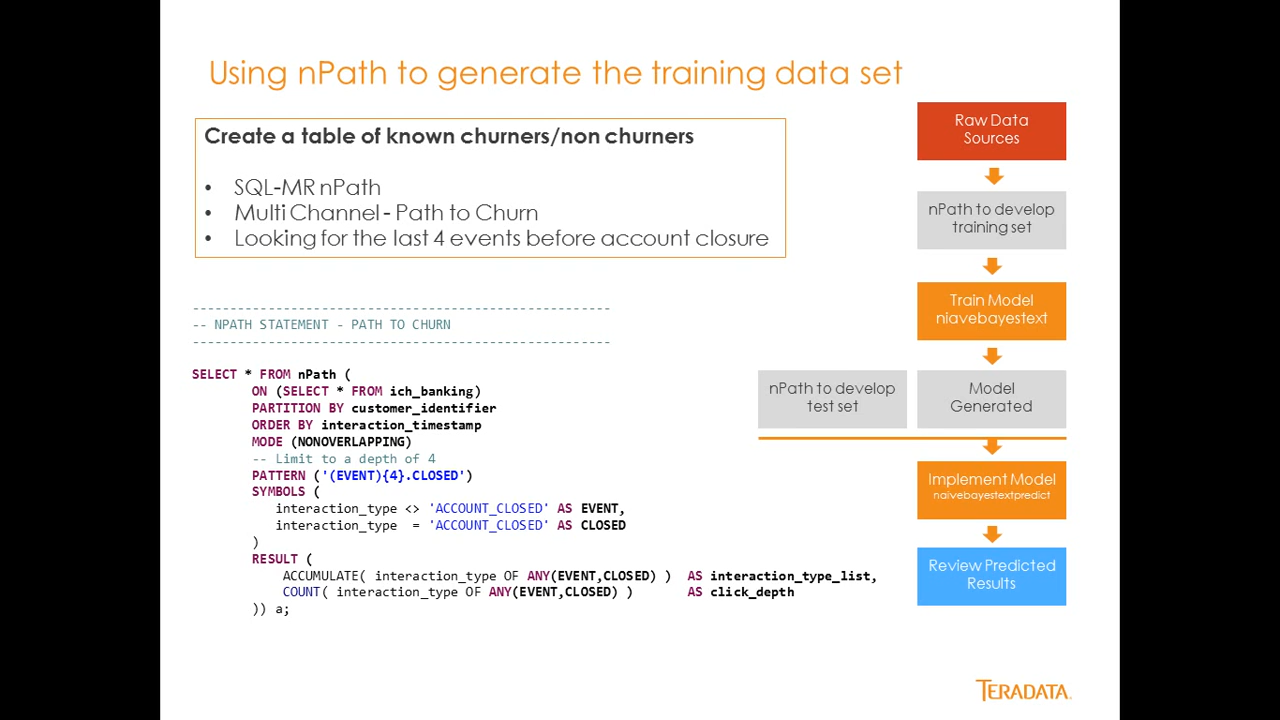 Using nPath to generate the training data set
Create a table of known churners/non churners
• SQL-MR nPath
• Multi Channel - Path to Churn
• Looking for the last 4 events before account closure
-------------------------------------------------------
-- NPATH STATEMENT - PATH TO CHURN
-------------------------------------------------------
SELECT * FROM nPath (
ON (SELECT * FROM ich_banking)
PARTITION BY customer_identifier
ORDER BY interaction_timestamp
MODE (NONOVERLAPPING)
-- Limit to a depth of 4
PATTERN ('(EVENT){4}.CLOSED')
SYMBOLS (
interaction_type <> 'ACCOUNT_CLOSED' AS EVENT,
interaction_type = 'ACCOUNT_CLOSED' AS CLOSED
)
RESULT (
ACCUMULATE( interaction_type OF ANY(EVENT,CLOSED) ) AS interaction_type_list,
COUNT( interaction_type OF ANY(EVENT,CLOSED) ) AS click_depth
)) a;
Raw Data
Sources
nPath to develop
training set
Train Model
niavebayestext
nPath to develop
test set
Model
Generated
Implement Model
naivebayestextpredict
Review Predicted
Results
TERADATA.